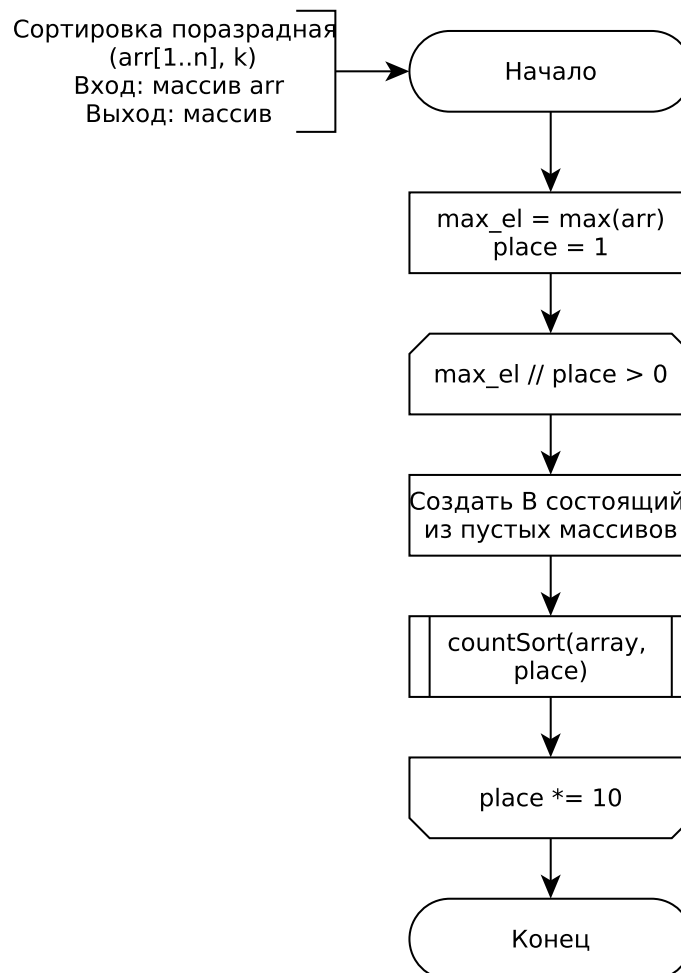 Сортировка поразрадная
(arr[1..n], k)
Вход: массив arr
Выход: массив
Начало
max_el = max(arr)
place = 1
max_el // place > 0
Создать B состоящий
из пустых массивов
countSort(array,
place)
place *= 10
Конец